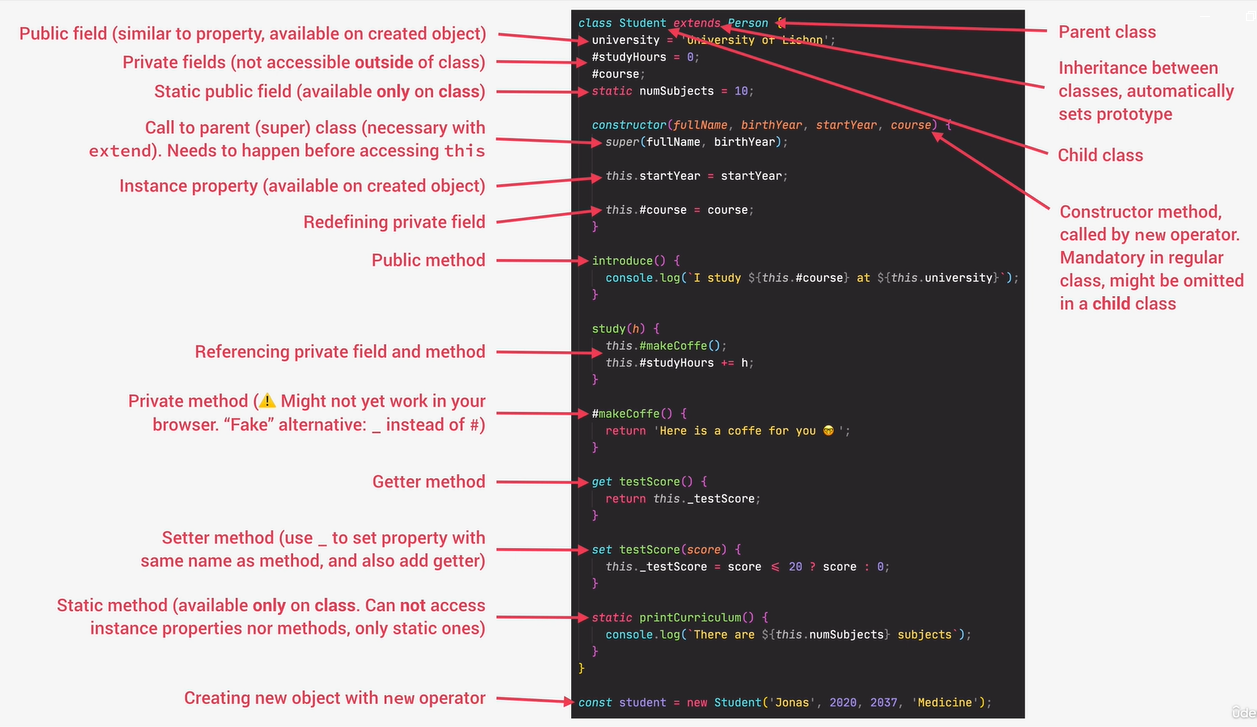 Public field (similar to property, available on created object)
Private fields (not accessible outside of class)
Static public field (available only on class)
Call to parent (super) class (necessary with
extend). Needs to happen before accessing this
Instance property (available on created object)
Redefining private field
Public method
Referencing private field and method
Private method (⚠️ Might not yet work in your
browser. “Fake” alternative: _ instead of #)
Getter method
Setter method (use _ to set property with
same name as method, and also add getter)
Static method (available only on class. Can not access
instance properties nor methods, only static ones)
Creating new object with new operator
class Student extends Person {
university = 'University of Lisbon';
#studyHours = 0;
#course;
static numSubjects = 10;
constructor(fullName, birthYear, startYear, course) {
super(fullName, birthYear);
this.startYear = startYear;
this.#course = course;
}
introduce() {
console.log(`I study ${this.#course} at ${this.university}`);
}
study(h) {
this.#makeCoffe();
this.#studyHours += h;
}
#makeCoffe() {
return 'Here is a coffe for you 🤓';
}
get testScore() {
return this._testScore;
}
set testScore(score) {
this._testScore = score ≤ 20 ? score : 0;
}
static printCurriculum() {
console.log(`There are ${this.numSubjects} subjects`);
}
}
const student = new Student('Jonas', 2020, 2037, 'Medicine');
Parent class
Inheritance between
classes, automatically
sets prototype
Child class
Constructor method,
called by new operator.
Mandatory in regular
class, might be omitted
in a child class